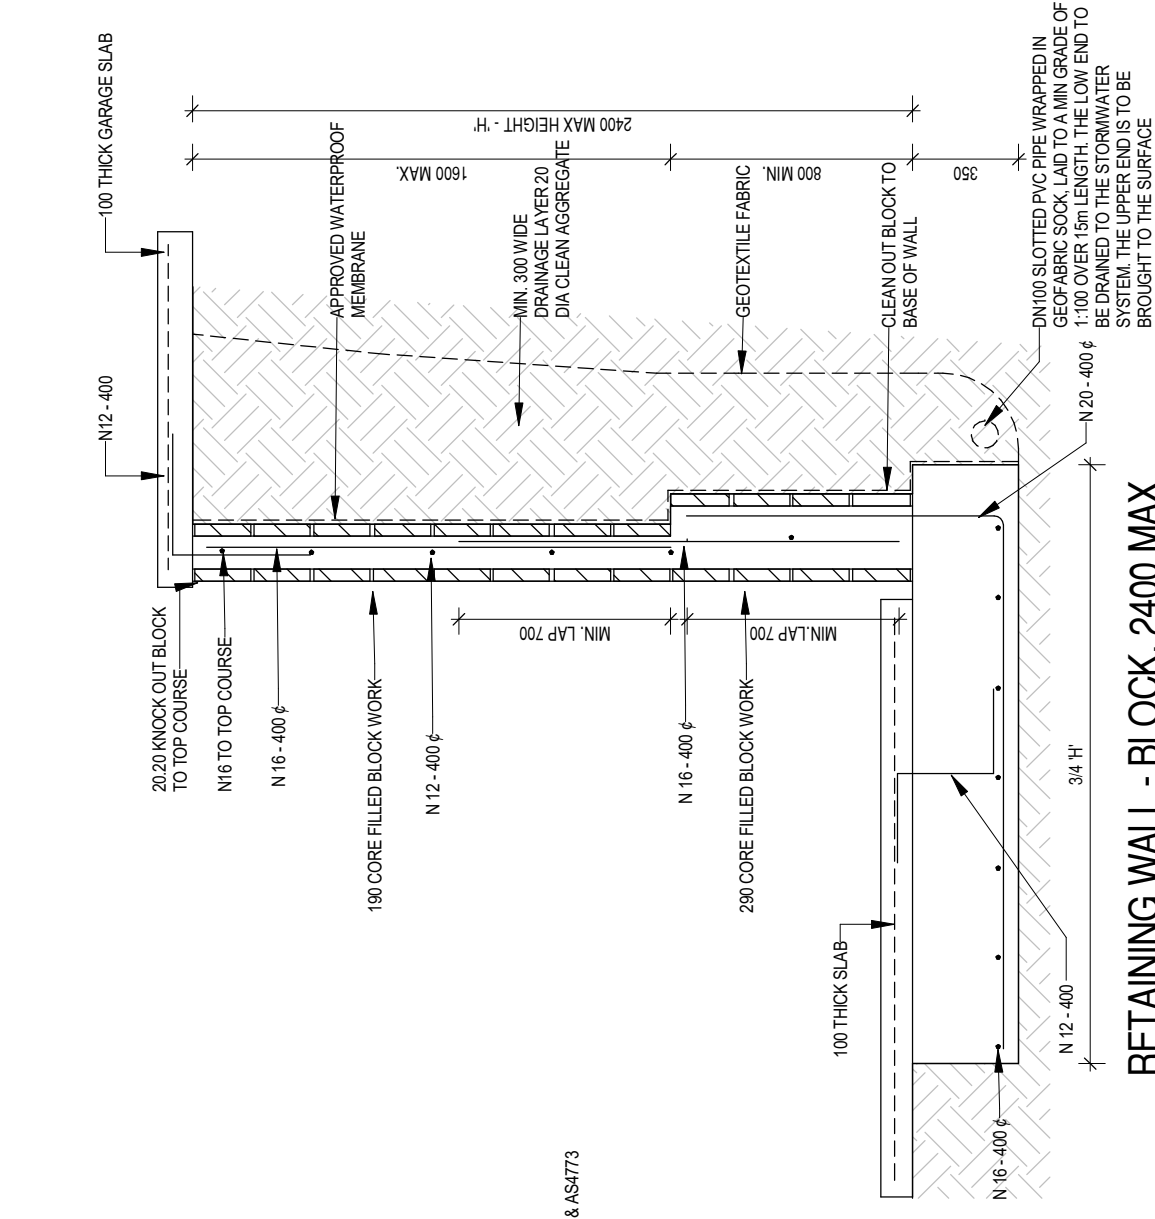 100 THICK GARAGE SLAB
N12 - 400
2400 MAX HEIGHT - 'H'
1600 MAX.
800 MIN.
350
APPROVED WATERPROOF
MEMBRANE
MIN. 300 WIDE
DRAINAGE LAYER 20
DIA CLEAN AGGREGATE
GEOTEXTILE FABRIC
CLEAN OUT BLOCK TO
BASE OF WALL
DN100 SLOTTED PVC PIPE WRAPPED IN
GEOFABRIC SOCK, LAID TO A MIN GRADE OF
1:100 OVER 15m LENGTH. THE LOW END TO
BE DRAINED TO THE STORMWATER
SYSTEM. THE UPPER END IS TO BE
BROUGHT TO THE SURFACE
N 20 - 400 ¢
20.20 KNOCK OUT BLOCK
TO TOP COURSE
N16 TO TOP COURSE
N 16 - 400 ¢
190 CORE FILLED BLOCK WORK
N 12 - 400 ¢
MIN. LAP 700
MIN. LAP 700
N 16 - 400 ¢
290 CORE FILLED BLOCK WORK
100 THICK SLAB
N 12 - 400
3/4 'H'
N 16 - 400 ¢
& AS4773
RETAINING WALL - BLOCK, 2400 MAX